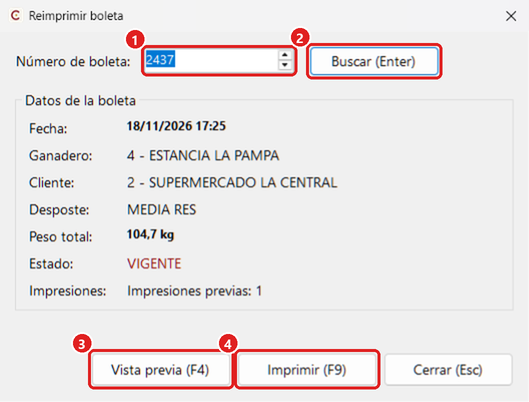 Reimprimir boleta
1
2
Número de boleta: 2437 Buscar (Enter)
Datos de la boleta
Fecha: 18/11/2026 17:25
Ganadero: 4 - ESTANCIA LA PAMPA
Cliente: 2 - SUPERMERCADO LA CENTRAL
Desposte: MEDIA RES
Peso total: 104,7 kg
Estado: VIGENTE
Impresiones: Impresiones previas: 1
3
4
Vista previa (F4) Imprimir (F9) Cerrar (Esc)